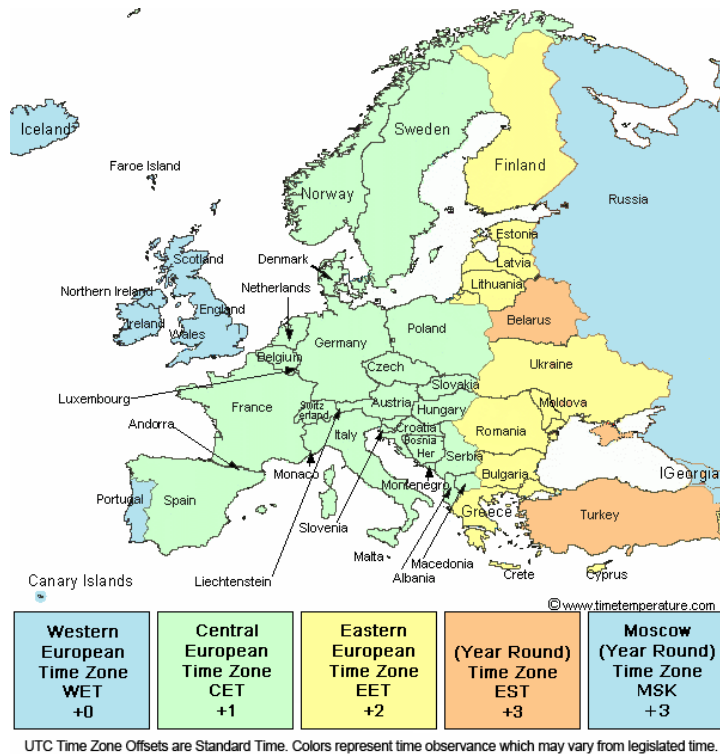 Iceland
Faroe Island
Sweden
Finland
Norway
Russia
Scotland
Denmark
Estonia
Latvia
Northern Ireland
Netherlands
Lithuania
England
Ireland
Wales
Belarus
Poland
Belgium
Germany
Czech
Ukraine
Luxembourg
Slovakia
France
Switz
erland
Austria
Hungary
Moldova
Andorra
Italy
Croatia
Romania
Bosnia
Her
Serbia
Monaco
Montenegro
Bulgaria
IGeorgia
Portugal
Spain
Greece
Turkey
Slovenia
Malta
Macedonia
Liechtenstein
Albania
Crete
Cyprus
Canary Islands
©www.timetemperature.com
Western
European
Time Zone
WET
+0
Central
European
Time Zone
CET
+1
Eastern
European
Time Zone
EET
+2
(Year Round)
Time Zone
EST
+3
Moscow
(Year Round)
Time Zone
MSK
+3
UTC Time Zone Offsets are Standard Time. Colors represent time observance which may vary from legislated time.